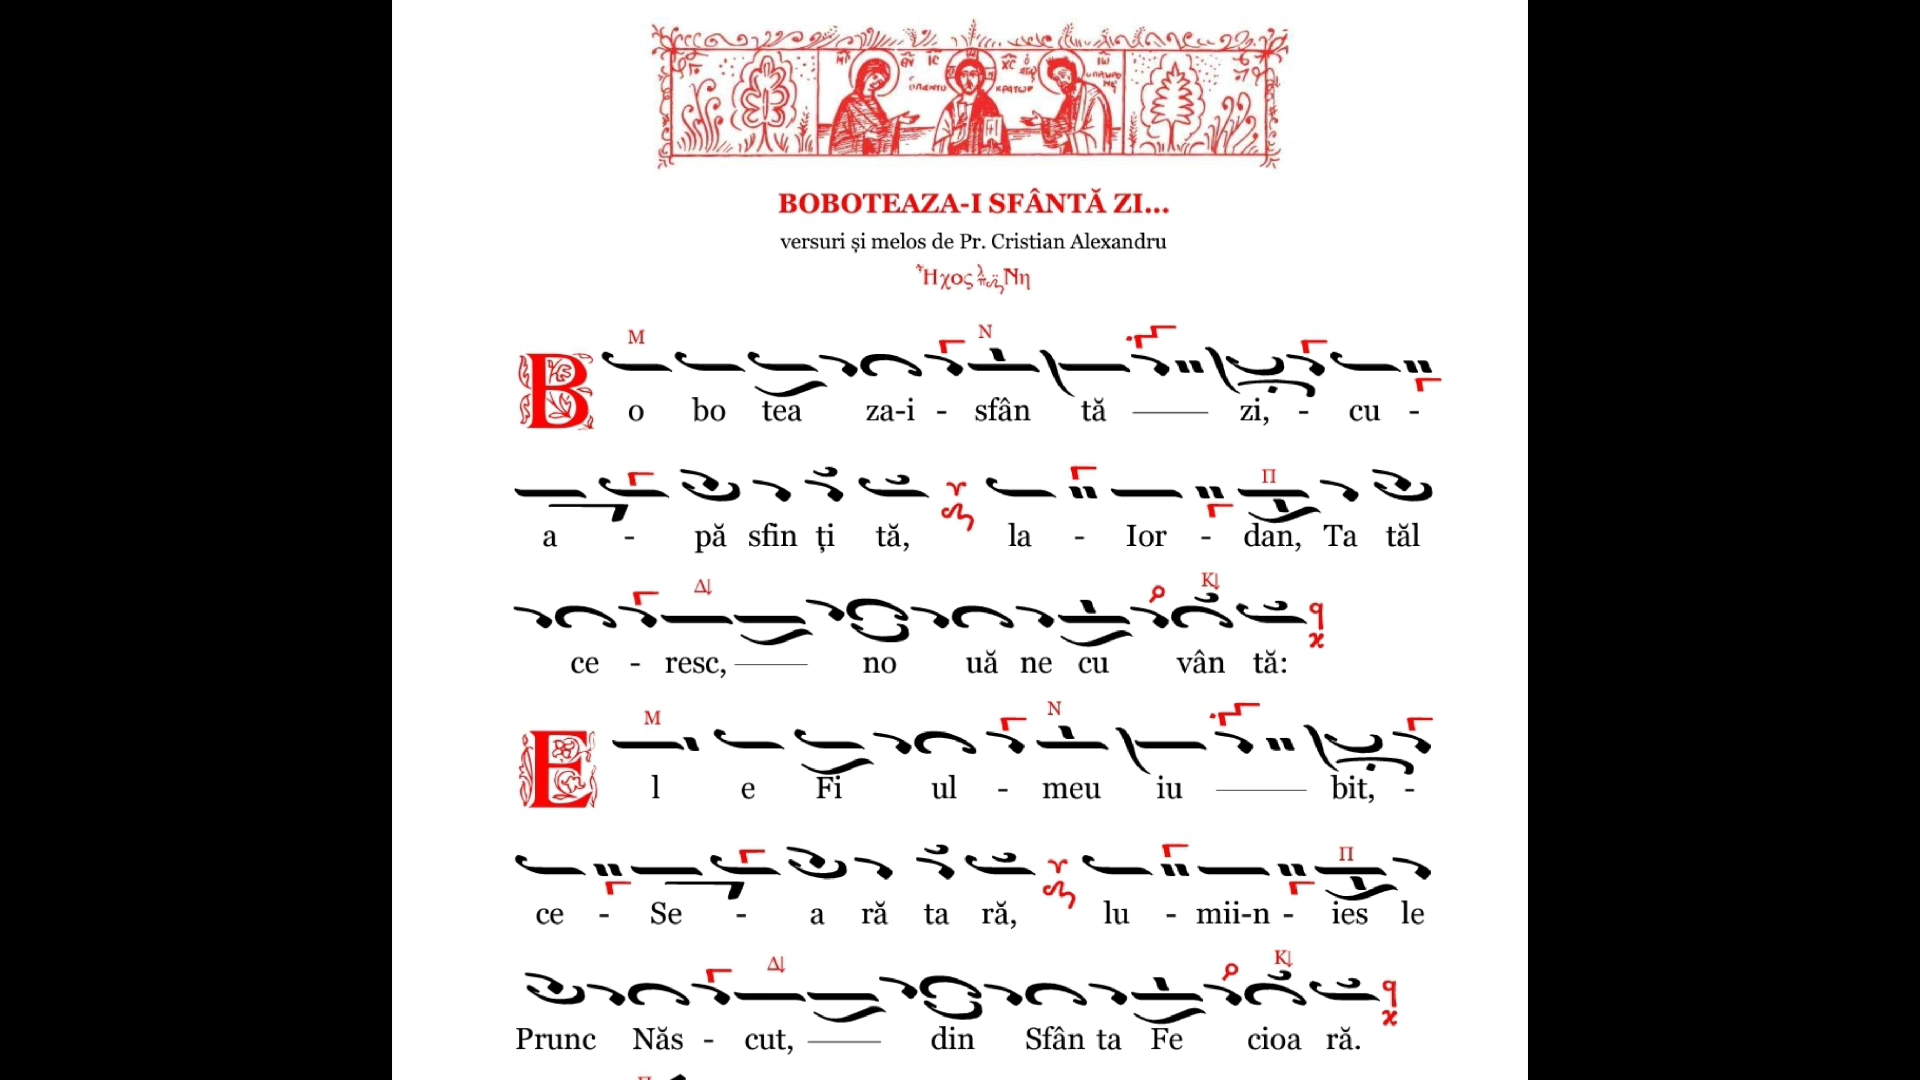 BOBOTEAZA-I SFÂNTĂ ZI...
versuri și melos de Pr. Cristian Alexandru
Ἦχος Νη
M N
B o bo tea za-i - sfân tă zi, - cu -
Π
a - pă sfin ți tă, la - Ior - dan, Ta tăl
Δ K
ce - resc, no uă ne cu vân tă:
M N
E l e Fi ul - meu iu bit, -
Π
ce - Se - a ră ta ră, lu - mii-n - ies le
Δ K
Prunc Năs - cut, din Sfân ta Fe cioa ră.